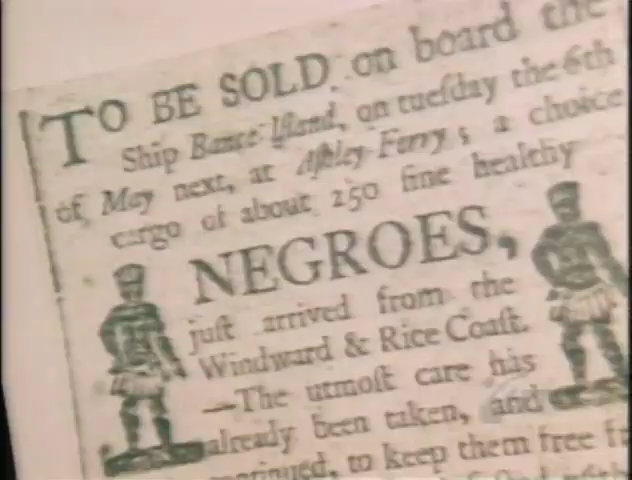 TO BE SOLD on board the
Ship Bance-Iſland, on tueſday the 6th
of May next, at Aſhley-Ferry; a choice
cargo of about 250 fine healthy
NEGROES,
juſt arrived from the
Windward & Rice Coaſt.
—The utmoſt care has
already been taken, and
to keep them free